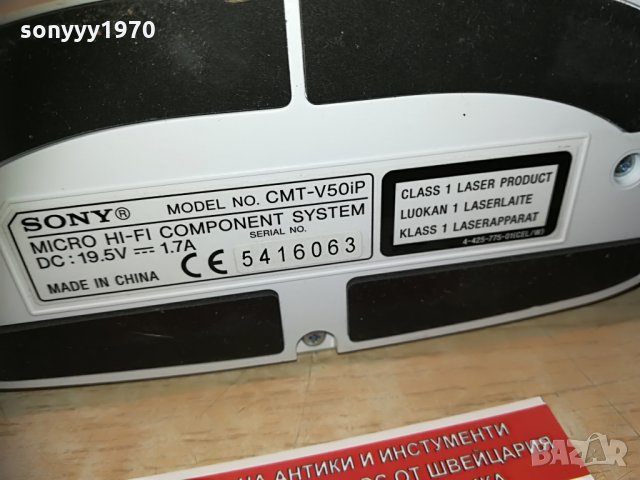 sonyyy1970
SONY®
MODEL NO. CMT-V50iP
MICRO HI-FI COMPONENT SYSTEM
DC : 19.5V ⎓ 1.7A
SERIAL NO.
CE 5416063
MADE IN CHINA
CLASS 1 LASER PRODUCT
LUOKAN 1 LASERLAITE
KLASS 1 LASERAPPARAT
4-425-775-01(CEL/W)
НА АНТИКИ И ИНСТУМЕНТИ
ОТ ШВЕЙЦАРИЯ
BAZAR